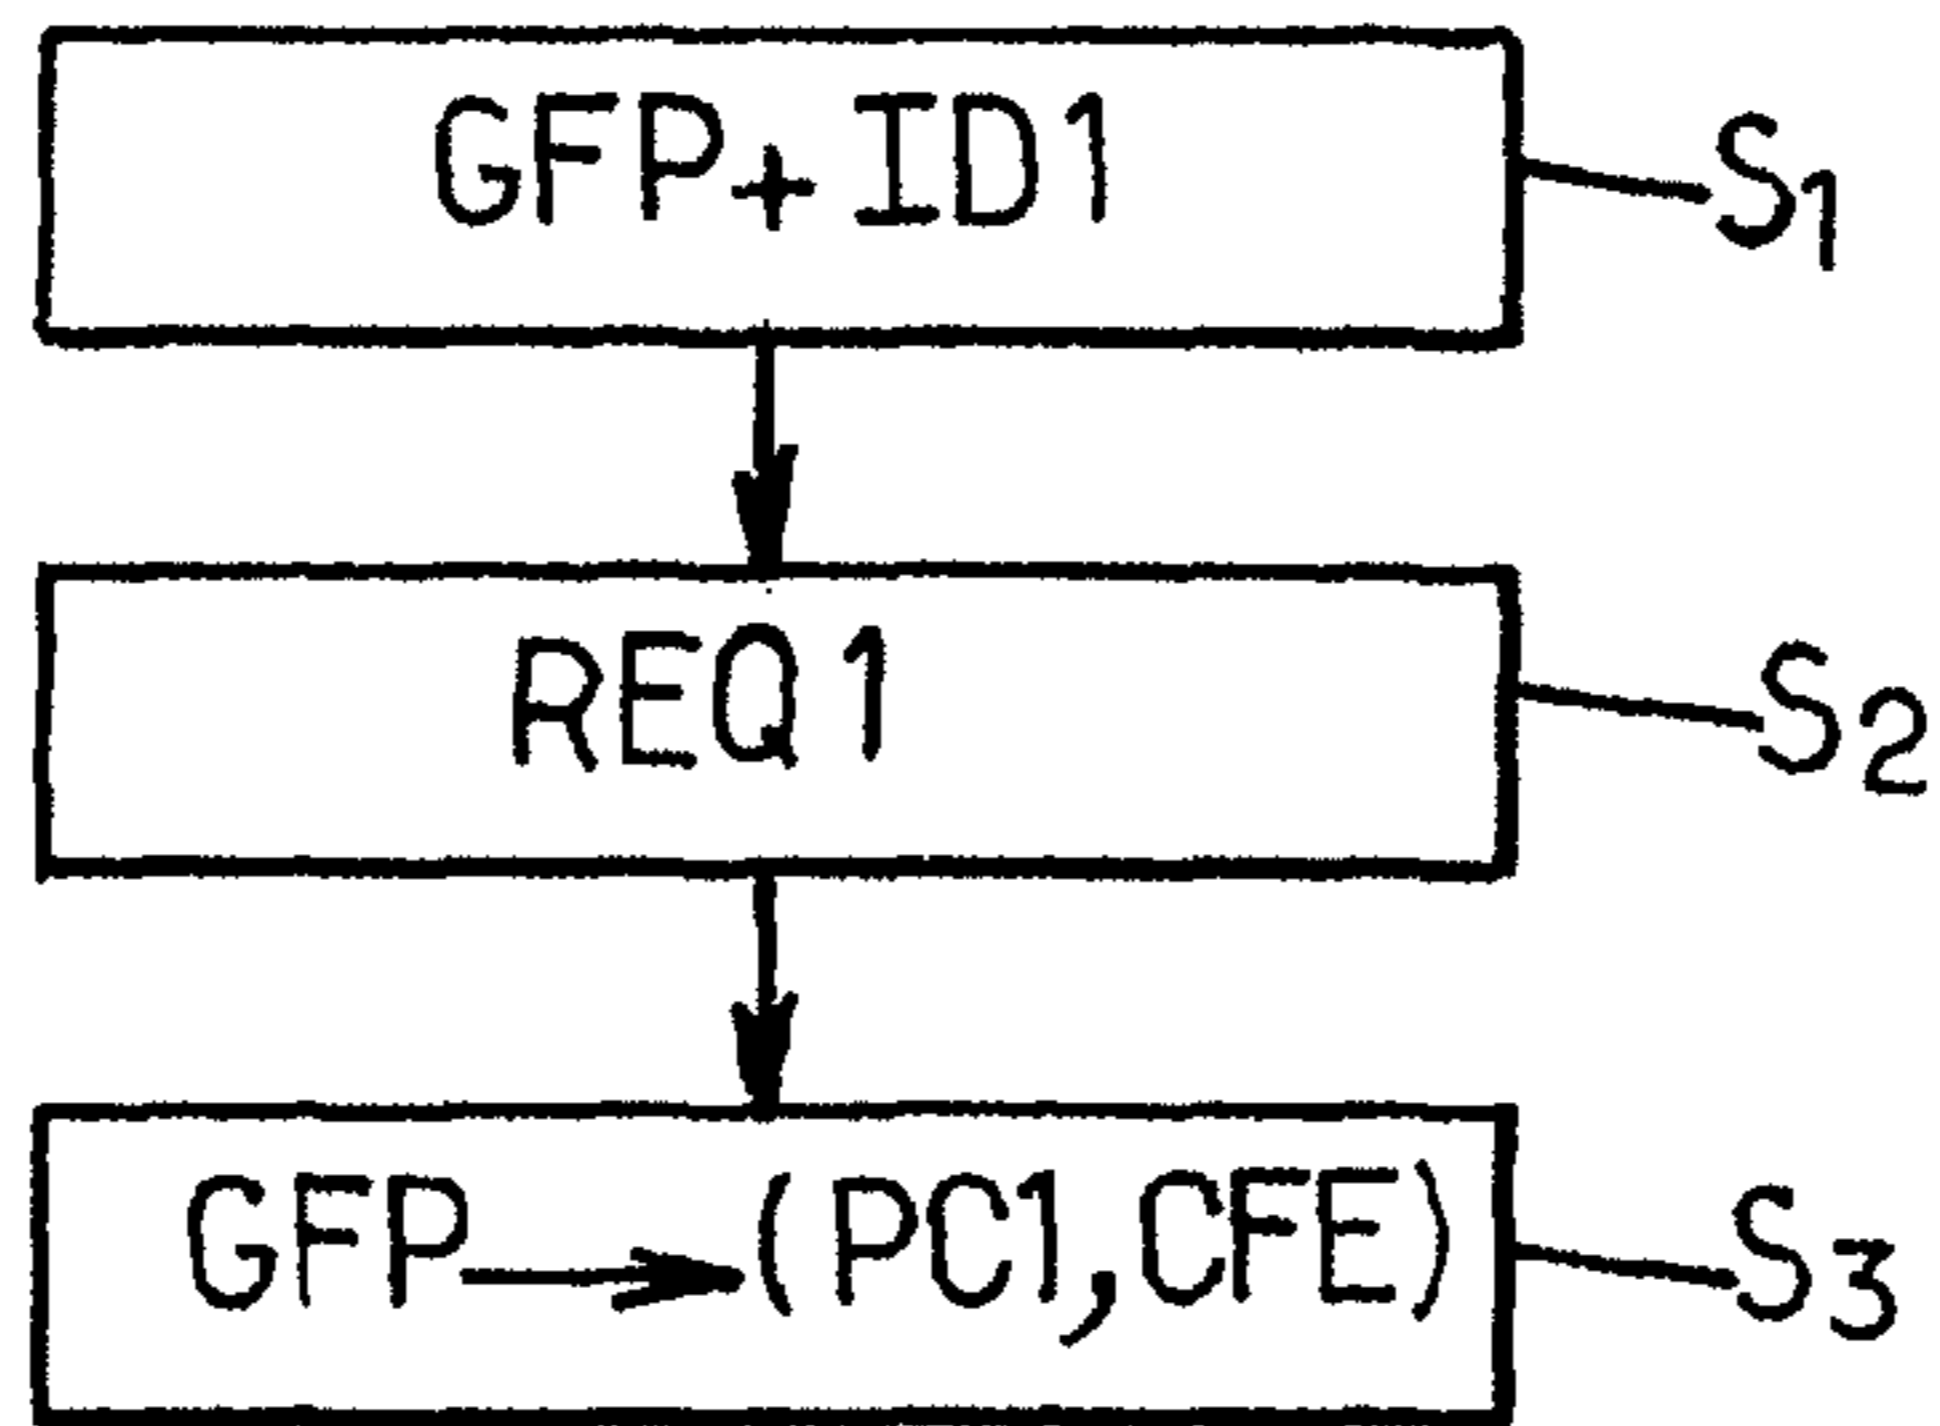 GFP+ID1
S1
REQ1
S2
GFP→(PC1,CFE)
S3